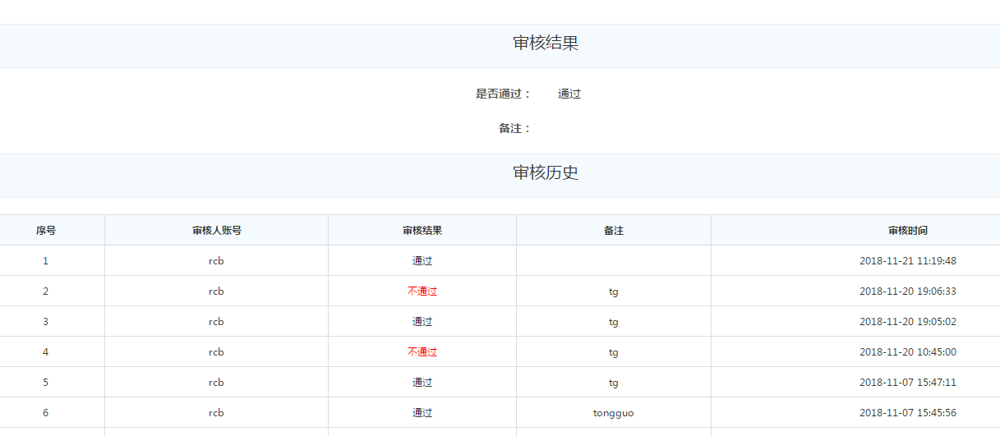 审核结果
是否通过： 通过
备注：
审核历史
序号 审核人账号 审核结果 备注 审核时间
1 rcb 通过 2018-11-21 11:19:48
2 rcb 不通过 tg 2018-11-20 19:06:33
3 rcb 通过 tg 2018-11-20 19:05:02
4 rcb 不通过 tg 2018-11-20 10:45:00
5 rcb 通过 tg 2018-11-07 15:47:11
6 rcb 通过 tongguo 2018-11-07 15:45:56